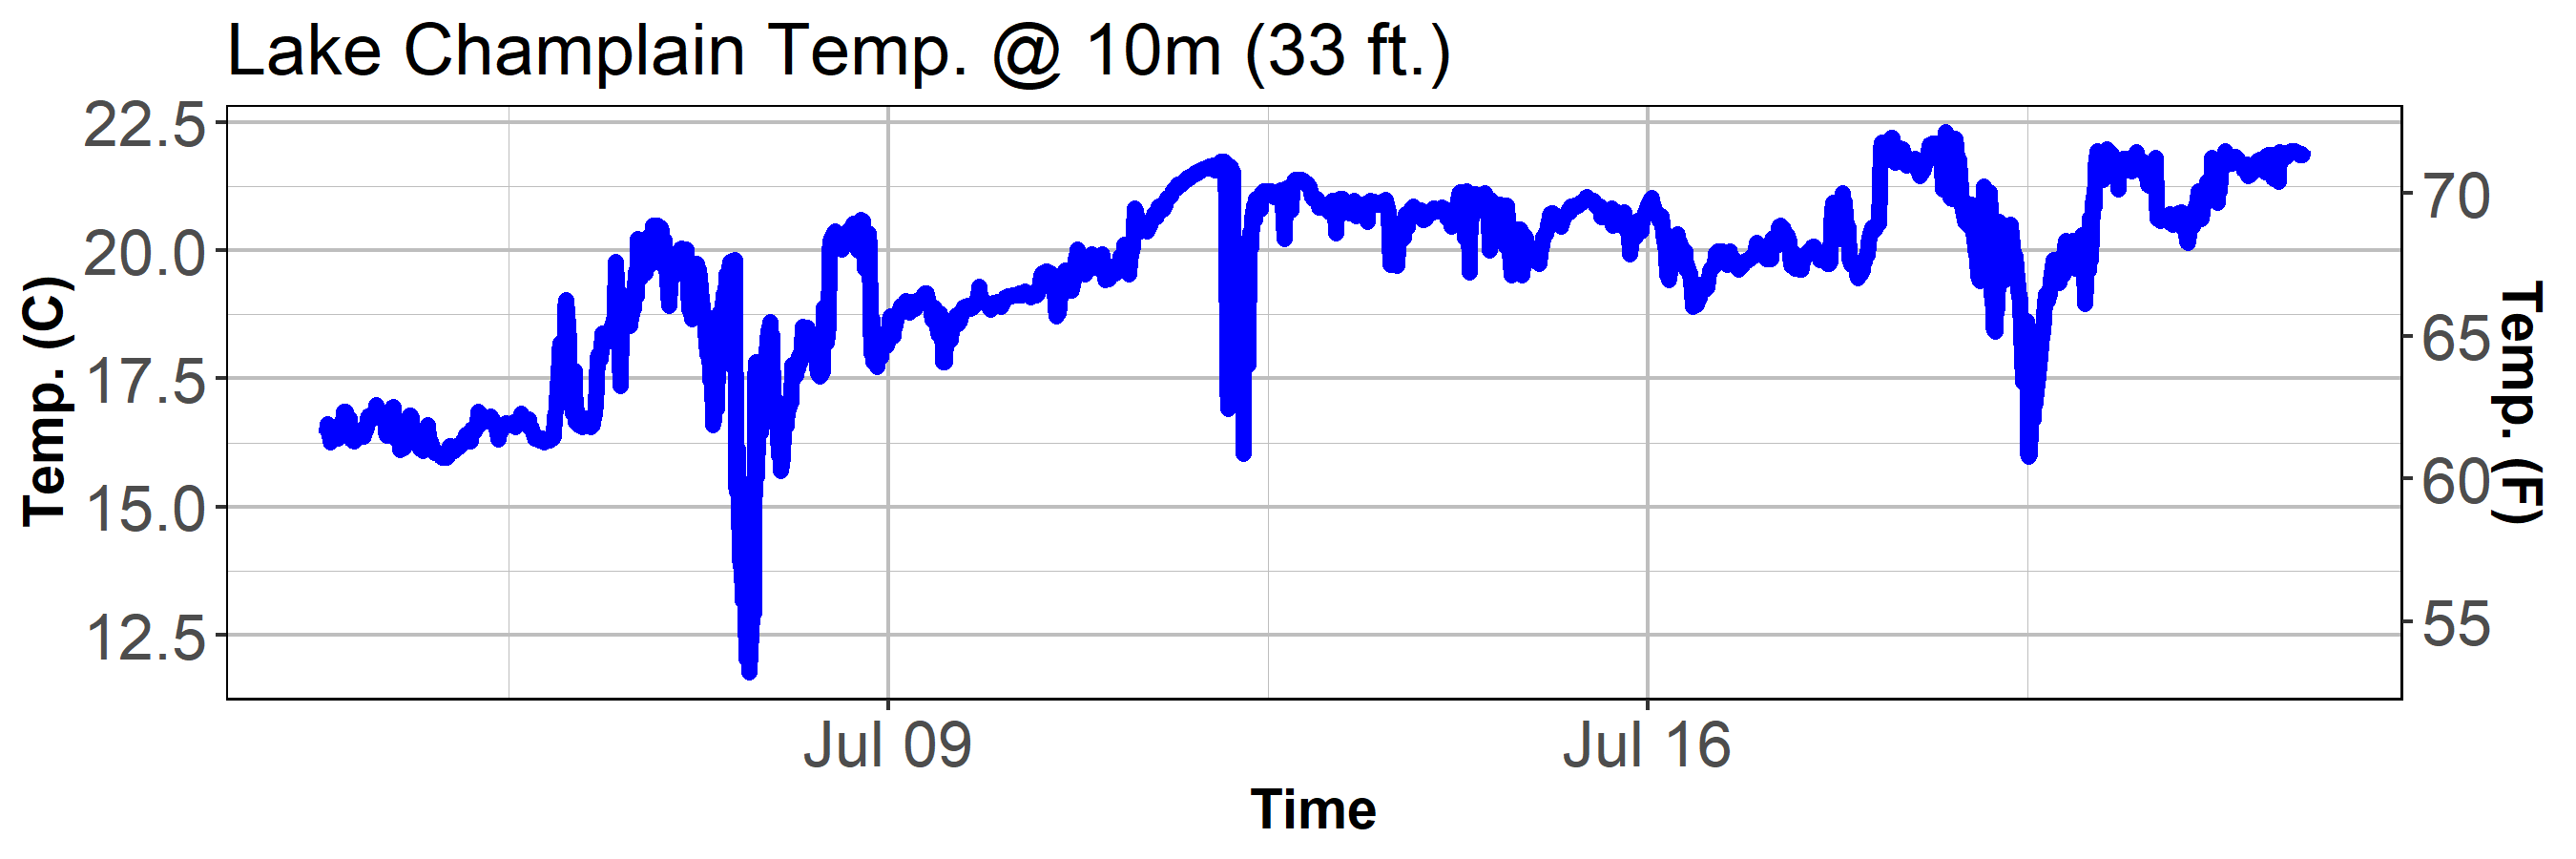 Lake Champlain Temp. @ 10m (33 ft.)
Temp. (C)
22.5
20.0
17.5
15.0
12.5
70
65
60
55
Temp. (F)
Jul 09
Jul 16
Time